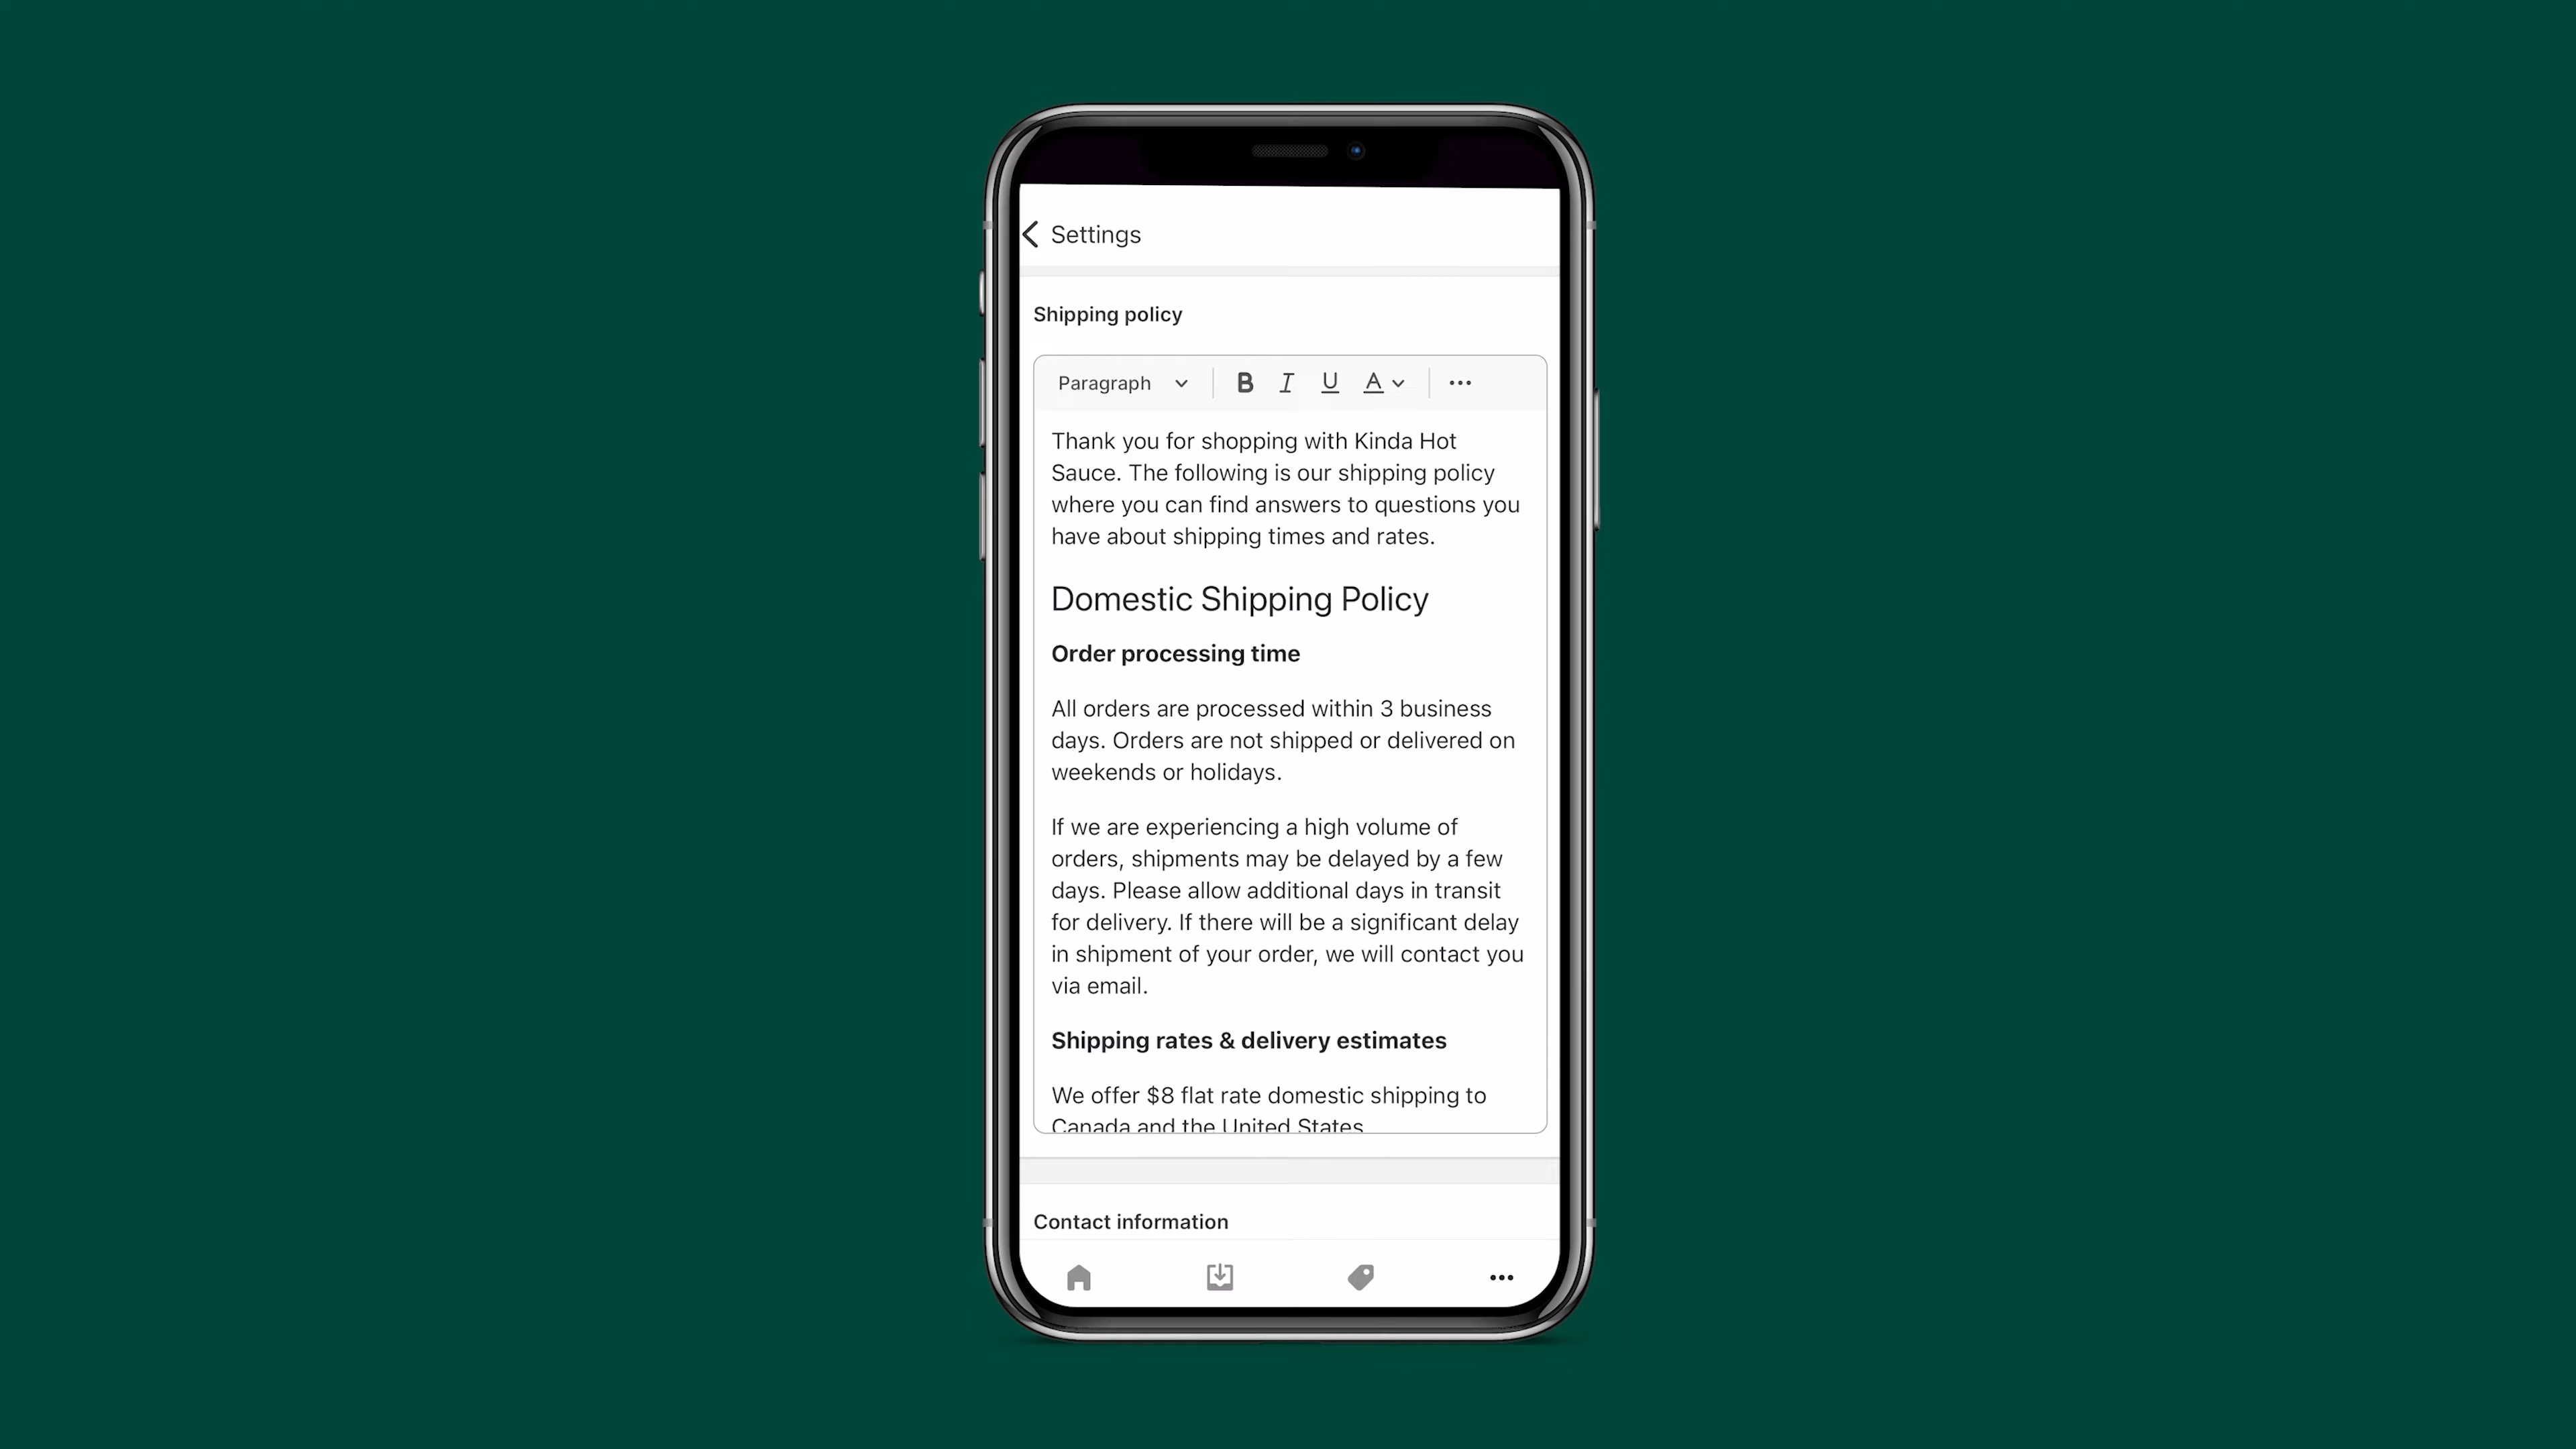 Settings
Shipping policy
Paragraph B I U A
Thank you for shopping with Kinda Hot
Sauce. The following is our shipping policy
where you can find answers to questions you
have about shipping times and rates.
Domestic Shipping Policy
Order processing time
All orders are processed within 3 business
days. Orders are not shipped or delivered on
weekends or holidays.
If we are experiencing a high volume of
orders, shipments may be delayed by a few
days. Please allow additional days in transit
for delivery. If there will be a significant delay
in shipment of your order, we will contact you
via email.
Shipping rates & delivery estimates
We offer $8 flat rate domestic shipping to
Canada and the United States
Contact information